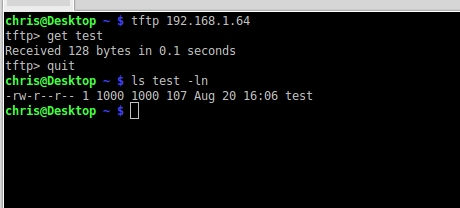 chris@Desktop ~ $ tftp 192.168.1.64
tftp> get test
Received 128 bytes in 0.1 seconds
tftp> quit
chris@Desktop ~ $ ls test -ln
-rw-r--r-- 1 1000 1000 107 Aug 20 16:06 test
chris@Desktop ~ $